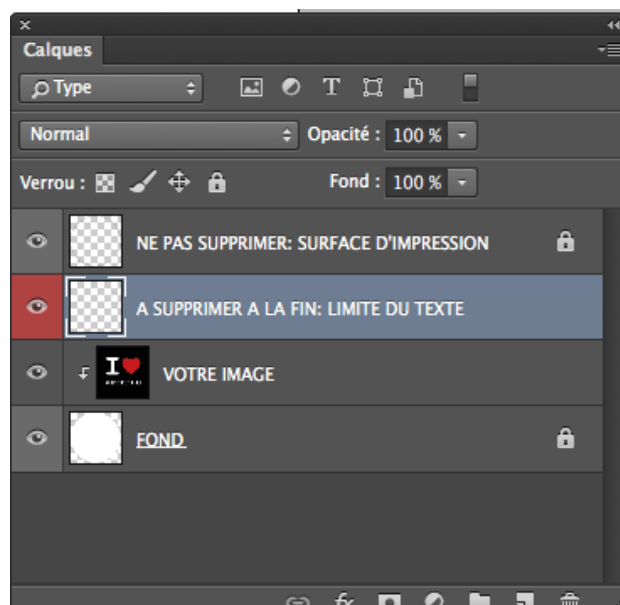 Calques
Type
T
Normal
Opacité : 100 %
Verrou :
Fond : 100 %
NE PAS SUPPRIMER: SURFACE D'IMPRESSION
A SUPPRIMER A LA FIN: LIMITE DU TEXTE
I
VOTRE IMAGE
FOND
fx